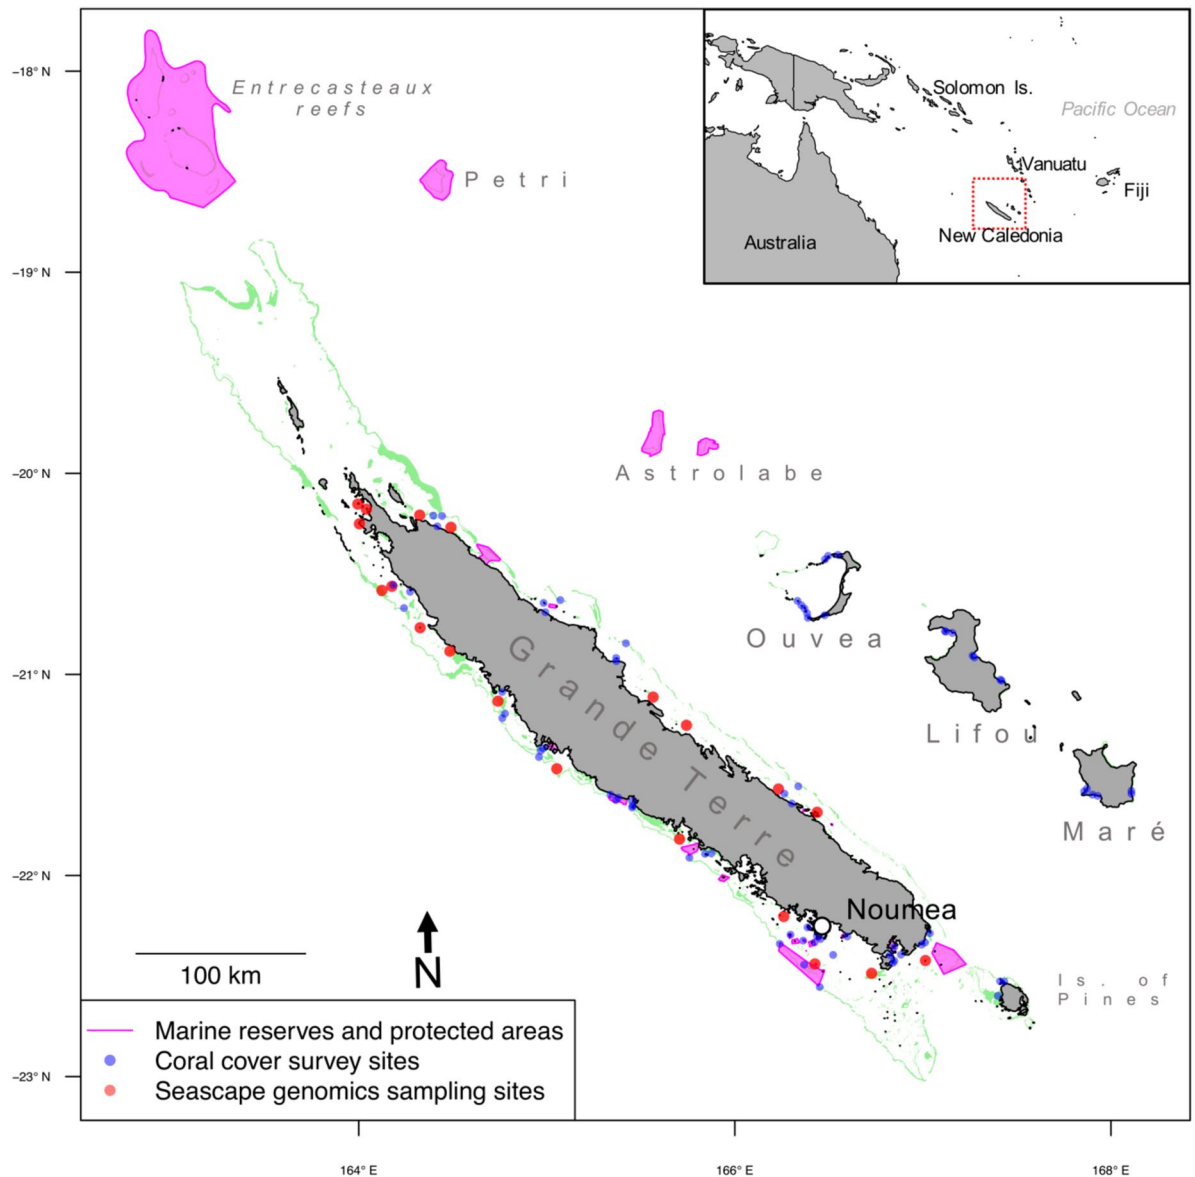 Entrecasteaux
reefs
Petri
Solomon Is.
Pacific Ocean
Vanuatu
Fiji
New Caledonia
Australia
−18° N
−19° N
−20° N
−21° N
−22° N
−23° N
Astrolabe
Ouvea
Lifou
Maré
Grande Terre
Noumea
Is. of
Pines
100 km
N
Marine reserves and protected areas
Coral cover survey sites
Seascape genomics sampling sites
164° E
166° E
168° E